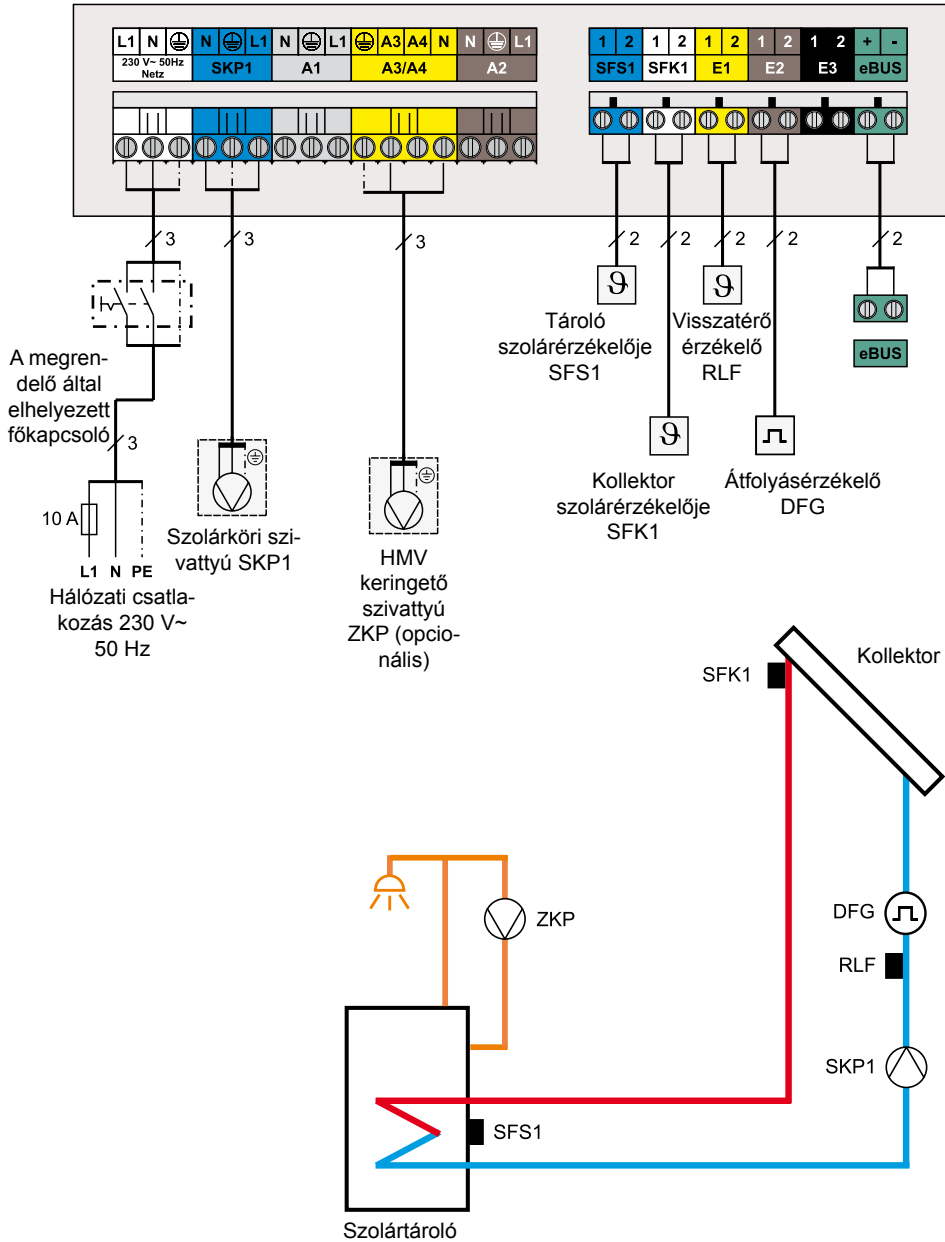 L1 N N L1 N L1 A3 A4 N N L1
230 V~ 50Hz
Netz
SKP1 A1 A3/A4 A2
1 2 1 2 1 2 1 2 1 2 + -
SFS1 SFK1 E1 E2 E3 eBUS
3 3 3 2 2 2 2 2
ϑ ϑ
Tároló
szolárérzékelője
SFS1
Visszatérő
érzékelő
RLF
eBUS
A megren-
delő által
elhelyezett
főkapcsoló
3
ϑ
Kollektor
szolárérzékelője
SFK1
Átfolyásérzékelő
DFG
10 A
L1 N PE
Hálózati csatla-
kozás 230 V~
50 Hz
Szolárköri szi-
vattyú SKP1
HMV
keringető
szivattyú
ZKP (opcio-
nális)
Kollektor
SFK1
DFG
ZKP
RLF
SKP1
SFS1
Szolártároló